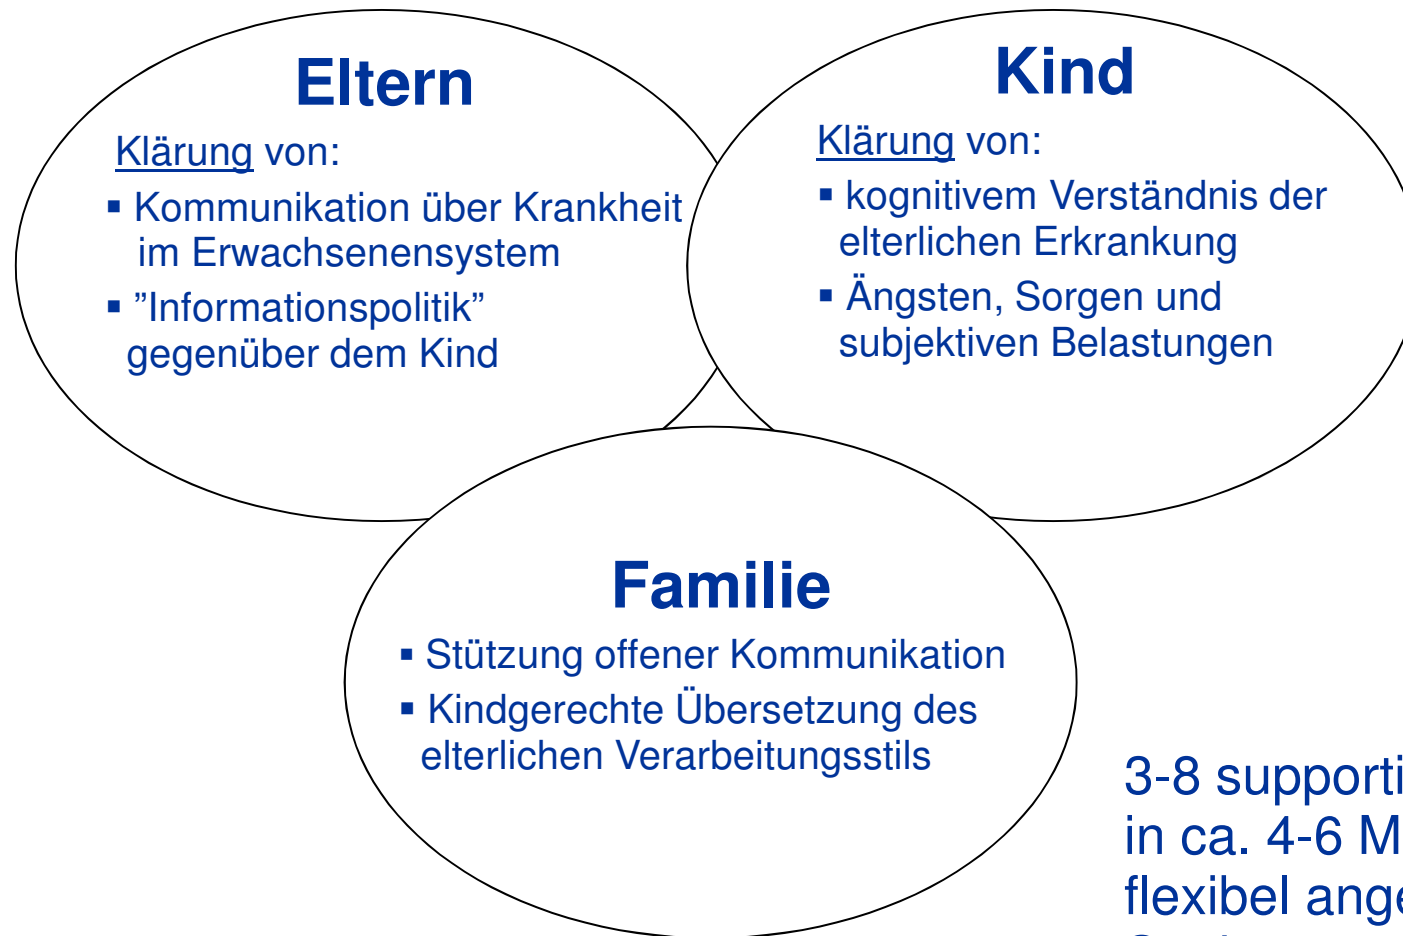 Eltern
Klärung von:
▪ Kommunikation über Krankheit
im Erwachsenensystem
▪ ”Informationspolitik”
gegenüber dem Kind
Kind
Klärung von:
▪ kognitivem Verständnis der
elterlichen Erkrankung
▪ Ängsten, Sorgen und
subjektiven Belastungen
Familie
▪ Stützung offener Kommunikation
▪ Kindgerechte Übersetzung des
elterlichen Verarbeitungsstils
3-8 supporti
in ca. 4-6 M
flexibel ange